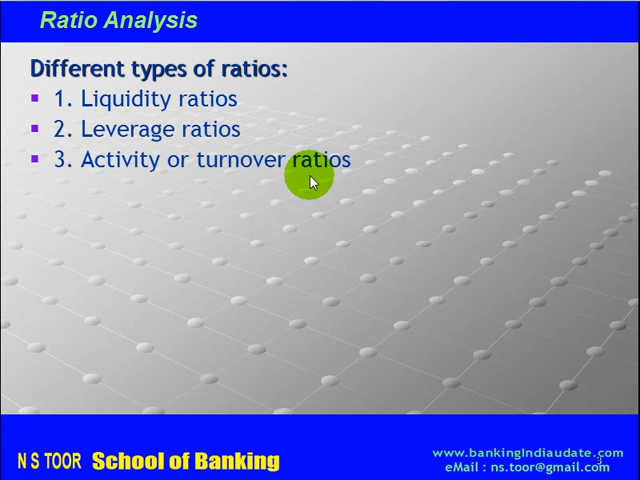 Ratio Analysis
Different types of ratios:
1. Liquidity ratios
2. Leverage ratios
3. Activity or turnover ratios
N S TOOR School of Banking
www.bankingIndiaudate.com
eMail : ns.toor@gmail.com